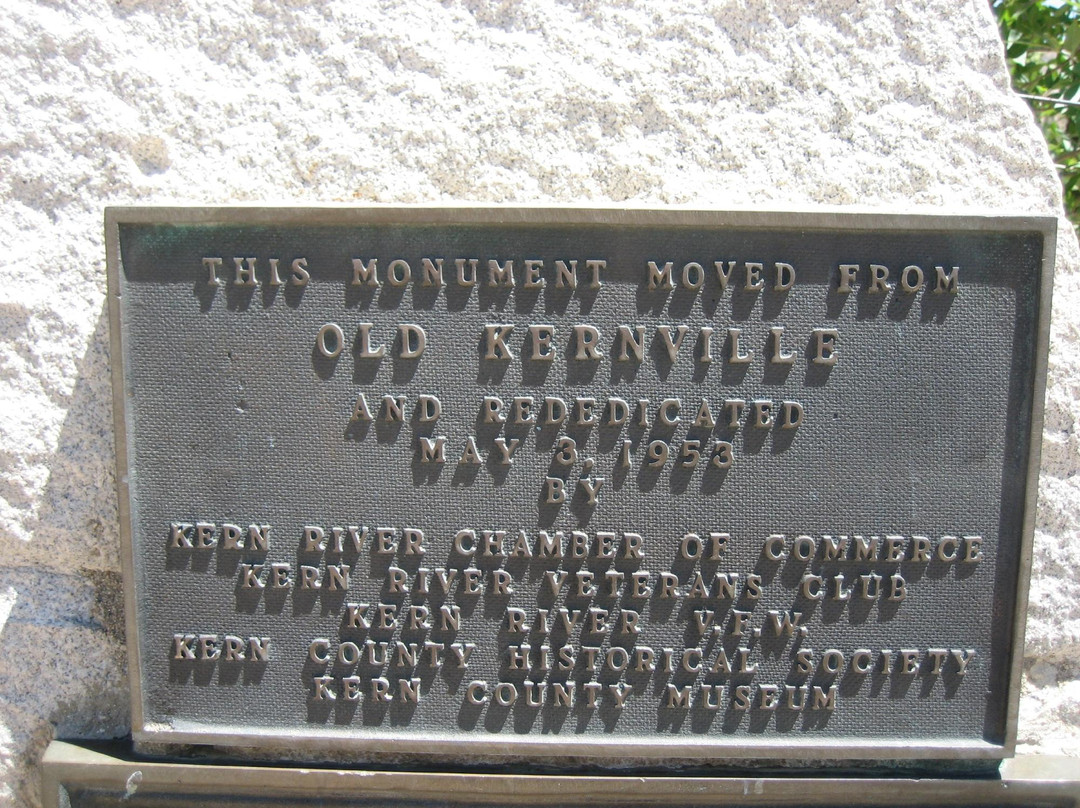 THIS MONUMENT MOVED FROM
OLD KERNVILLE
AND REDEDICATED
MAY 3, 1953
BY
KERN RIVER CHAMBER OF COMMERCE
KERN RIVER VETERANS CLUB
KERN RIVER V.F.W.
KERN COUNTY HISTORICAL SOCIETY
KERN COUNTY MUSEUM